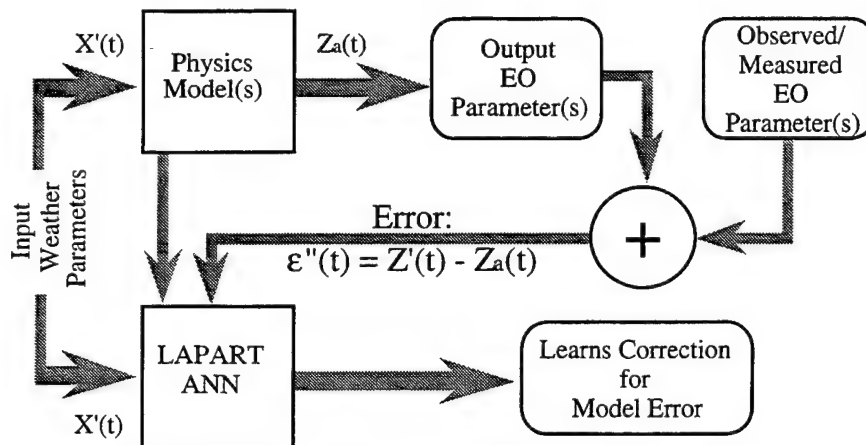 X'(t)
Physics
Model(s)
Za(t)
Output
EO
Parameter(s)
Observed/
Measured
EO
Parameter(s)
Input
Weather
Parameters
Error:
ε"(t) = Z'(t) - Za(t)
+
LAPART
ANN
X'(t)
Learns Correction
for
Model Error